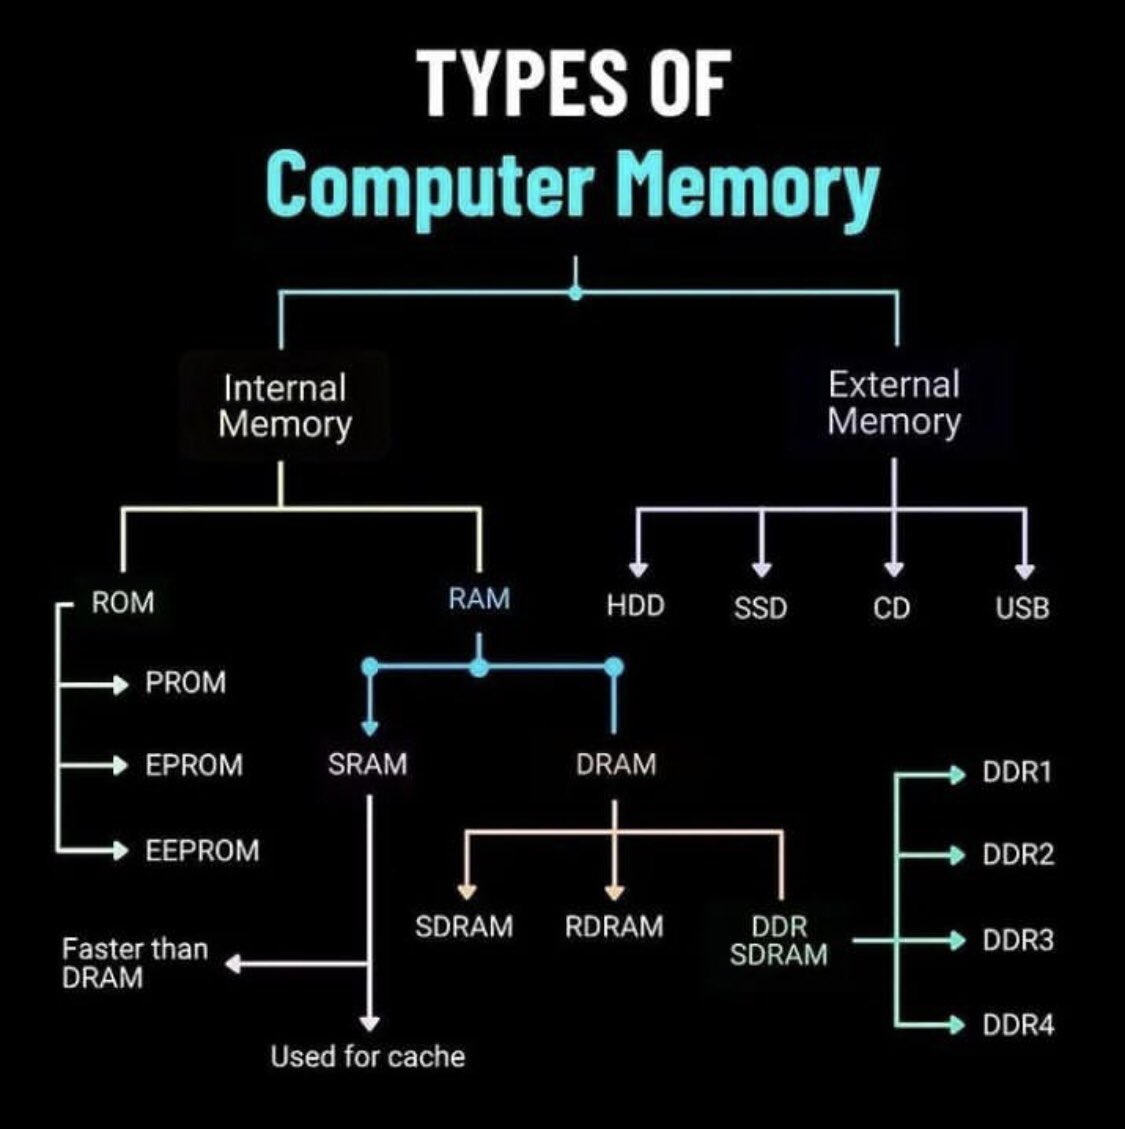 TYPES OF
Computer Memory
Internal
Memory
External
Memory
ROM
RAM
HDD
SSD
CD
USB
PROM
EPROM
EEPROM
SRAM
DRAM
Faster than
DRAM
Used for cache
SDRAM
RDRAM
DDR
SDRAM
DDR1
DDR2
DDR3
DDR4